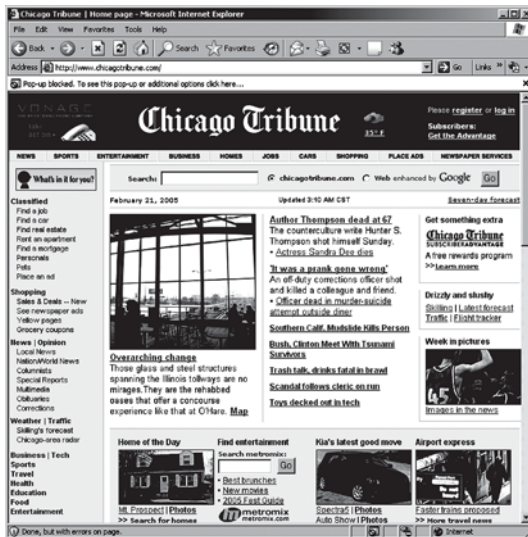 Chicago Tribune | Home page - Microsoft Internet Explorer
File Edit View Favorites Tools Help
Back Search Favorites
Address http://www.chicagotribune.com/ Go Links »
Pop-up blocked. To see this pop-up or additional options click here...
VONAGE
Chicago Tribune
35° F
Please register or log in
Subscribers:
Get the Advantage
NEWS SPORTS ENTERTAINMENT BUSINESS HOMES JOBS CARS SHOPPING PLACE ADS NEWSPAPER SERVICES
What's in it for you?
Search: chicagotribune.com Web enhanced by Google Go
February 21, 2005 Updated 3:10 AM CST Seven-day forecast
Classified
Find a job
Find a car
Find real estate
Rent an apartment
Find a mortgage
Personals
Pets
Place an ad
Shopping
Sales & Deals -- New
See newspaper ads
Yellow pages
Grocery coupons
News | Opinion
Local News
Nation/World News
Columnists
Special Reports
Multimedia
Obituaries
Corrections
Weather | Traffic
Skilling's forecast
Chicago-area radar
Business | Tech
Sports
Travel
Health
Education
Food
Entertainment
Overarching change
Those glass and steel structures
spanning the Illinois tollways are no
mirages.They are the rehabbed
oases that offer a concourse
experience like that at O'Hare. Map
Author Thompson dead at 67
The counterculture write Hunter S.
Thompson shot himself Sunday.
• Actress Sandra Dee dies
'It was a prank gone wrong'
An off-duty corrections officer shot
and killed a colleague and friend.
• Officer dead in murder-suicide
attempt outside diner
Southern Calif. Mudslide Kills Person
Bush, Clinton Meet With Tsunami
Survivors
Trash talk, drinks fatal in brawl
Scandal follows cleric on run
Toys decked out in tech
Get something extra
Chicago Tribune
SUBSCRIBER ADVANTAGE
A free rewards program
>>Learn more
Drizzly and slushy
Skilling | Latest forecast
Traffic | Flight tracker
Week in pictures
Images in the news
Home of the Day
Mt. Prospect | Photos
>> Search for homes
Find entertainment
Search metromix:
Go
• Best brunches
• New movies
• 2005 Fest Guide
metromix
metromix.com
Kia's latest good move
Spectra5 | Photos
Auto Show | Photos
Airport express
Faster trains proposed
>> More travel news
Done, but with errors on page. Internet